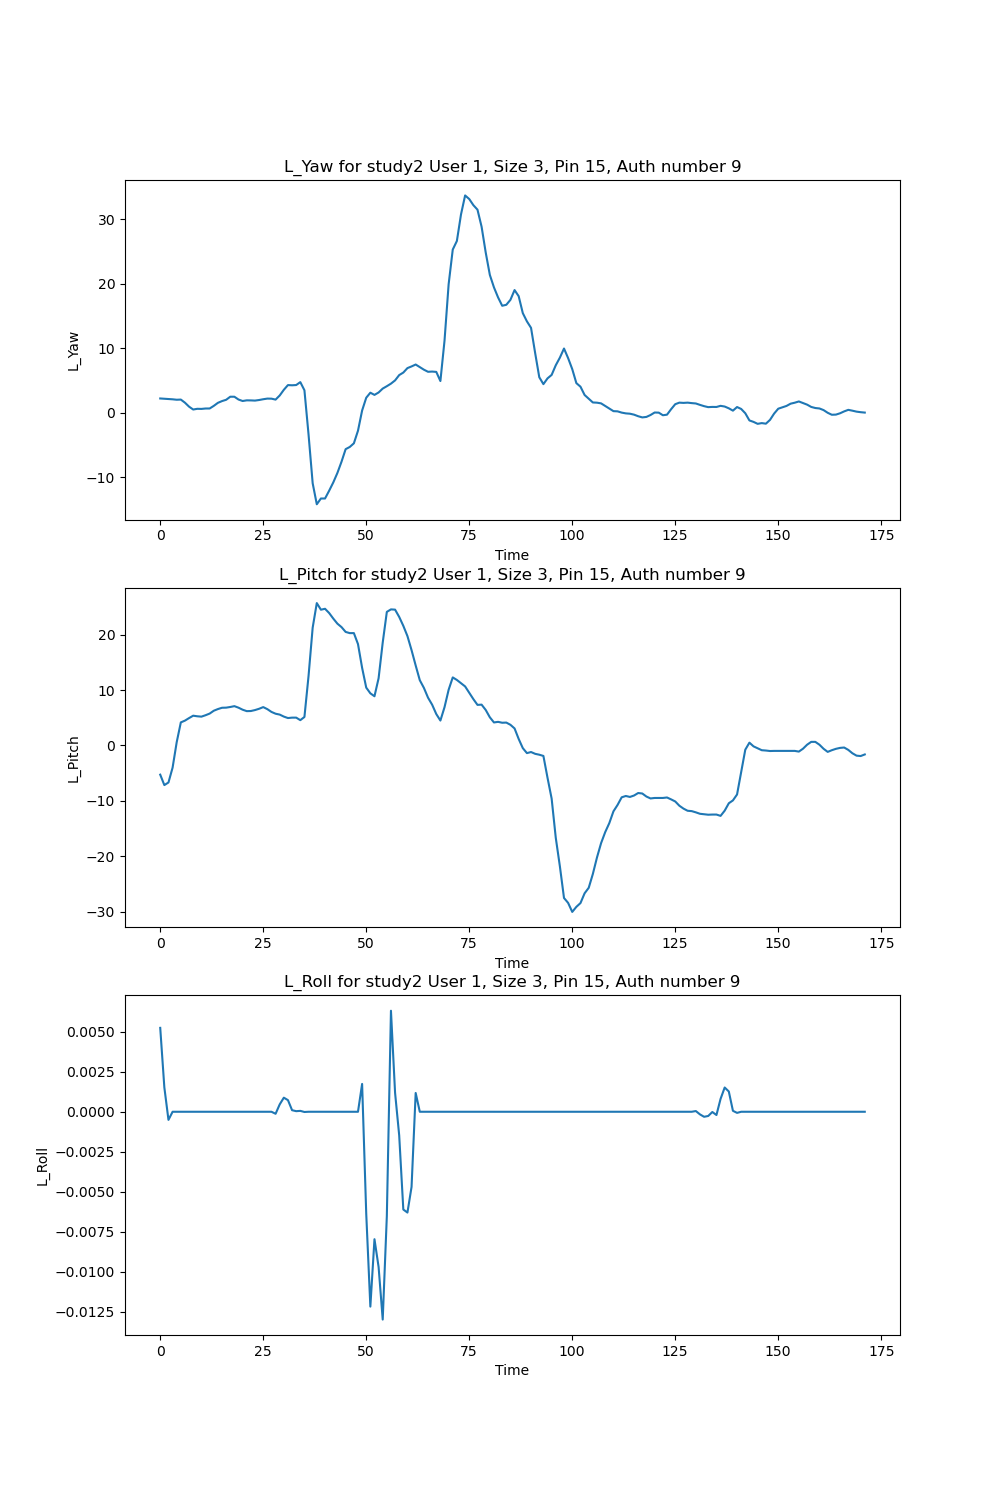 L_Yaw for study2 User 1, Size 3, Pin 15, Auth number 9
30
20
10
0
−10
L_Yaw
0 25 50 75 100 125 150 175
Time
L_Pitch for study2 User 1, Size 3, Pin 15, Auth number 9
20
10
0
−10
−20
−30
L_Pitch
0 25 50 75 100 125 150 175
Time
L_Roll for study2 User 1, Size 3, Pin 15, Auth number 9
0.0050
0.0025
0.0000
−0.0025
−0.0050
−0.0075
−0.0100
−0.0125
L_Roll
0 25 50 75 100 125 150 175
Time